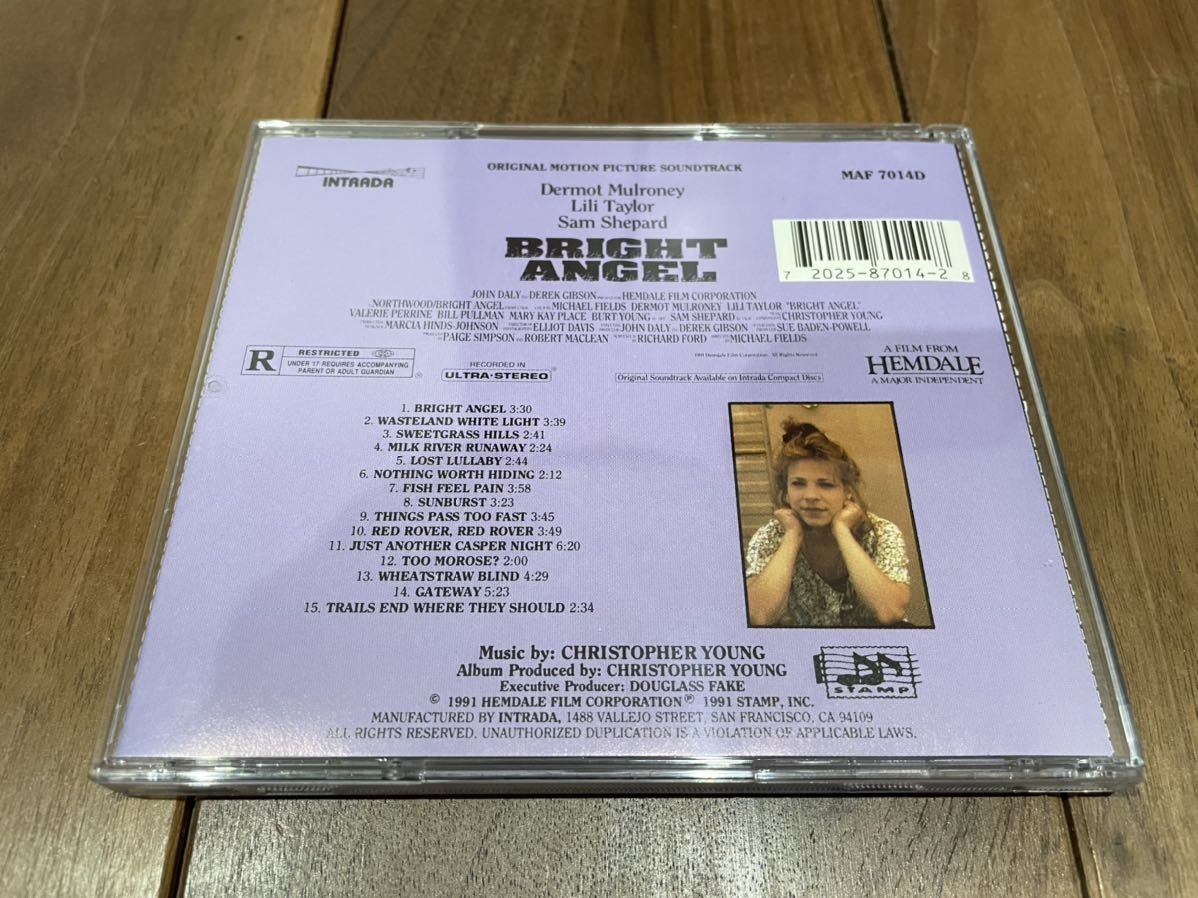 INTRADA
ORIGINAL MOTION PICTURE SOUNDTRACK
MAF 7014D
Dermot Mulroney
Lili Taylor
Sam Shepard
BRIGHT
ANGEL
7 2025-87014-2 8
JOHN DALY DEREK GIBSON HEMDALE FILM CORPORATION
NORTHWOOD/BRIGHT ANGEL MICHAEL FIELDS DERMOT MULRONEY LILI TAYLOR "BRIGHT ANGEL"
VALERIE PERRINE BILL PULLMAN MARY KAY PLACE BURT YOUNG AND SAM SHEPARD CHRISTOPHER YOUNG
MARCIA HINDS-JOHNSON ELLIOT DAVIS JOHN DALY DEREK GIBSON SUE BADEN-POWELL
PAIGE SIMPSON ROBERT MACLEAN RICHARD FORD MICHAEL FIELDS
R RESTRICTED
UNDER 17 REQUIRES ACCOMPANYING
PARENT OR ADULT GUARDIAN
RECORDED IN
ULTRA-STEREO
1991 Hemdale Film Corporation. All Rights Reserved.
Original Soundtrack Available on Intrada Compact Discs
A FILM FROM
HEMDALE
A MAJOR INDEPENDENT
1. BRIGHT ANGEL 3:30
2. WASTELAND WHITE LIGHT 3:39
3. SWEETGRASS HILLS 2:41
4. MILK RIVER RUNAWAY 2:24
5. LOST LULLABY 2:44
6. NOTHING WORTH HIDING 2:12
7. FISH FEEL PAIN 3:58
8. SUNBURST 3:23
9. THINGS PASS TOO FAST 3:45
10. RED ROVER, RED ROVER 3:49
11. JUST ANOTHER CASPER NIGHT 6:20
12. TOO MOROSE? 2:00
13. WHEATSTRAW BLIND 4:29
14. GATEWAY 5:23
15. TRAILS END WHERE THEY SHOULD 2:34
Music by: CHRISTOPHER YOUNG
Album Produced by: CHRISTOPHER YOUNG
Executive Producer: DOUGLASS FAKE
© 1991 HEMDALE FILM CORPORATION ℗ 1991 STAMP, INC.
STAMP
MANUFACTURED BY INTRADA, 1488 VALLEJO STREET, SAN FRANCISCO, CA 94109
ALL RIGHTS RESERVED. UNAUTHORIZED DUPLICATION IS A VIOLATION OF APPLICABLE LAWS.